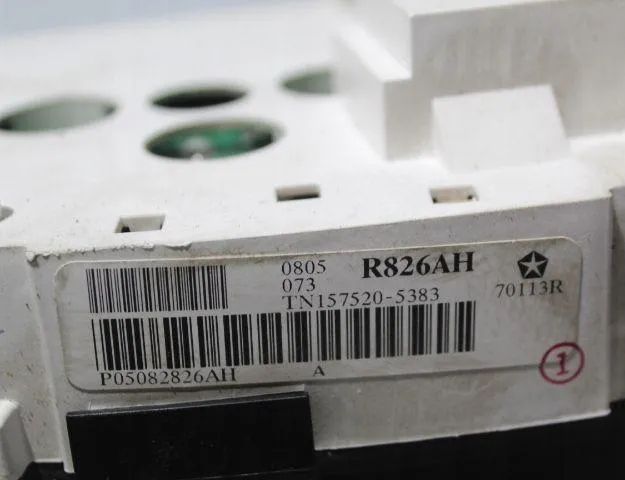 0805 R826AH
073
TN157520-5383 70113R
P05082826AH A
1